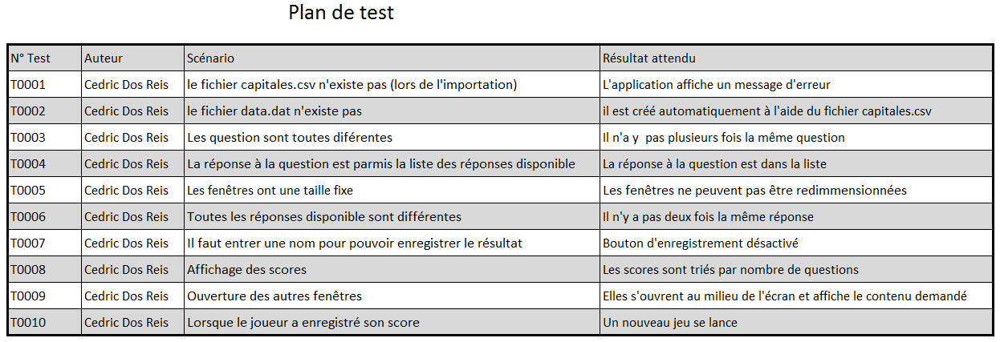 Plan de test
N° Test Auteur Scénario Résultat attendu
T0001 Cedric Dos Reis le fichier capitales.csv n'existe pas (lors de l'importation) L'application affiche un message d'erreur
T0002 Cedric Dos Reis le fichier data.dat n'existe pas il est créé automatiquement à l'aide du fichier capitales.csv
T0003 Cedric Dos Reis Les question sont toutes diférentes Il n'a y pas plusieurs fois la même question
T0004 Cedric Dos Reis La réponse à la question est parmis la liste des réponses disponible La réponse à la question est dans la liste
T0005 Cedric Dos Reis Les fenêtres ont une taille fixe Les fenêtres ne peuvent pas être redimmensionnées
T0006 Cedric Dos Reis Toutes les réponses disponible sont différentes Il n'y a pas deux fois la même réponse
T0007 Cedric Dos Reis Il faut entrer une nom pour pouvoir enregistrer le résultat Bouton d'enregistrement désactivé
T0008 Cedric Dos Reis Affichage des scores Les scores sont triés par nombre de questions
T0009 Cedric Dos Reis Ouverture des autres fenêtres Elles s'ouvrent au milieu de l'écran et affiche le contenu demandé
T0010 Cedric Dos Reis Lorsque le joueur a enregistré son score Un nouveau jeu se lance